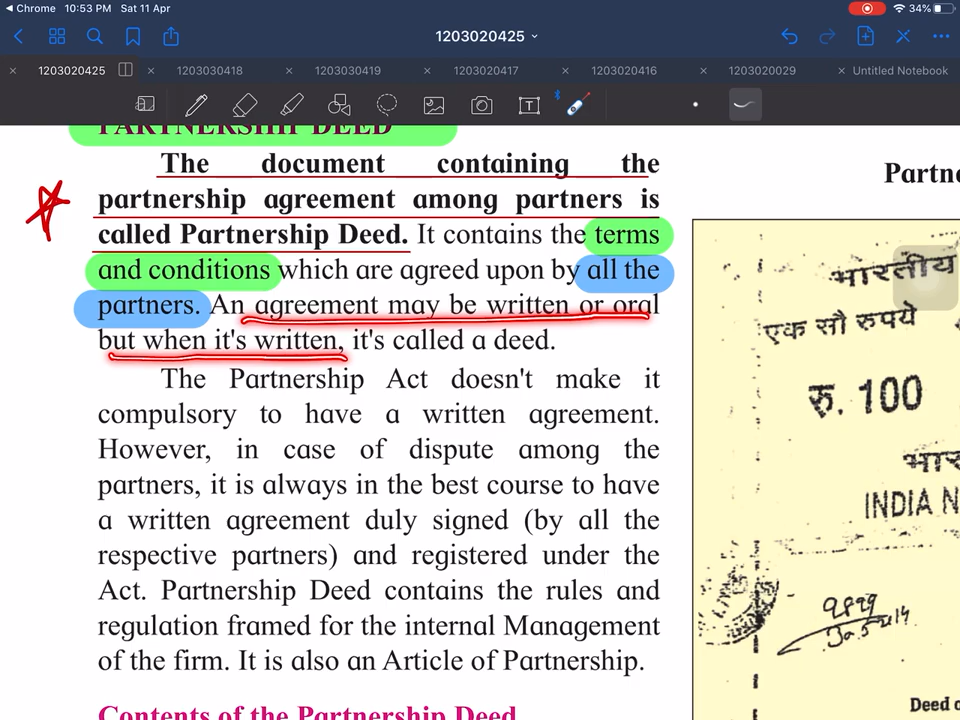 Chrome 10:53 PM Sat 11 Apr
34%
1203020425
1203020425
1203030418
1203030419
1203020417
1203020416
1203020029
Untitled Notebook
T
PARTNERSHIP DEED
The document containing the
partnership agreement among partners is
called Partnership Deed. It contains the terms
and conditions which are agreed upon by all the
partners. An agreement may be written or oral
but when it's written, it's called a deed.
The Partnership Act doesn't make it
compulsory to have a written agreement.
However, in case of dispute among the
partners, it is always in the best course to have
a written agreement duly signed (by all the
respective partners) and registered under the
Act. Partnership Deed contains the rules and
regulation framed for the internal Management
of the firm. It is also an Article of Partnership.
Contents of the Partnership Deed
Partn
भारतीय
एक सौ रुपये
रु. 100
भार
INDIA N
Deed o